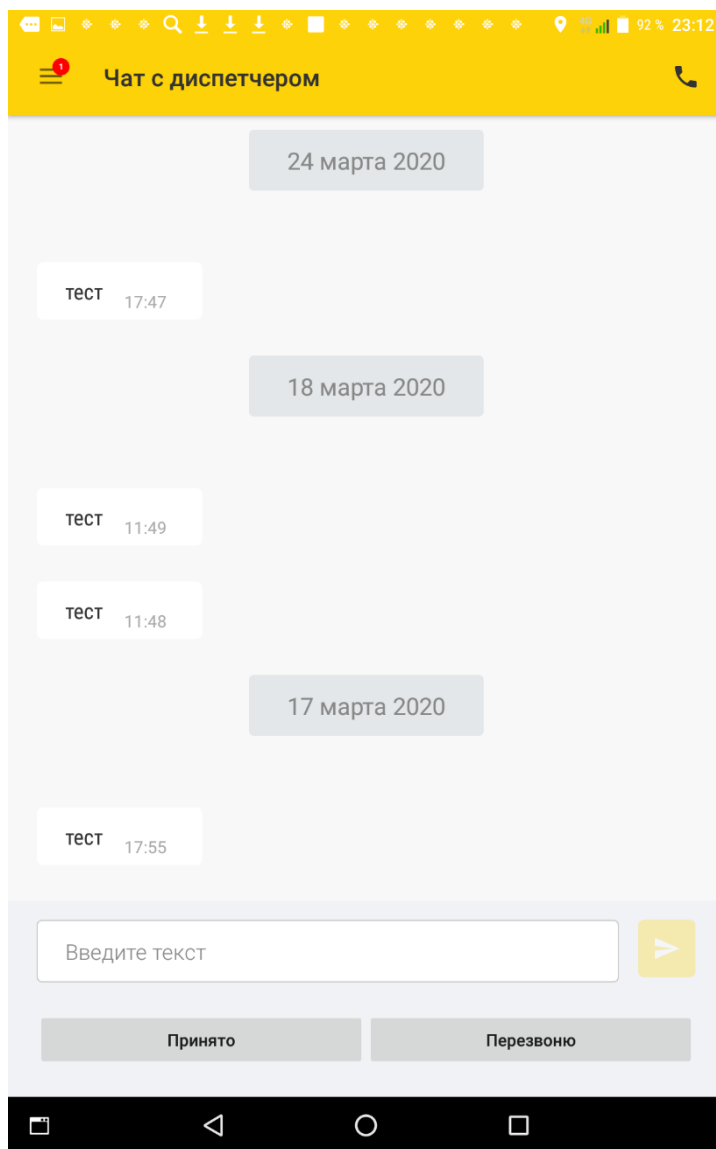 92 % 23:12
1
Чат с диспетчером
24 марта 2020
тест 17:47
18 марта 2020
тест 11:49
тест 11:48
17 марта 2020
тест 17:55
Введите текст
Принято Перезвоню